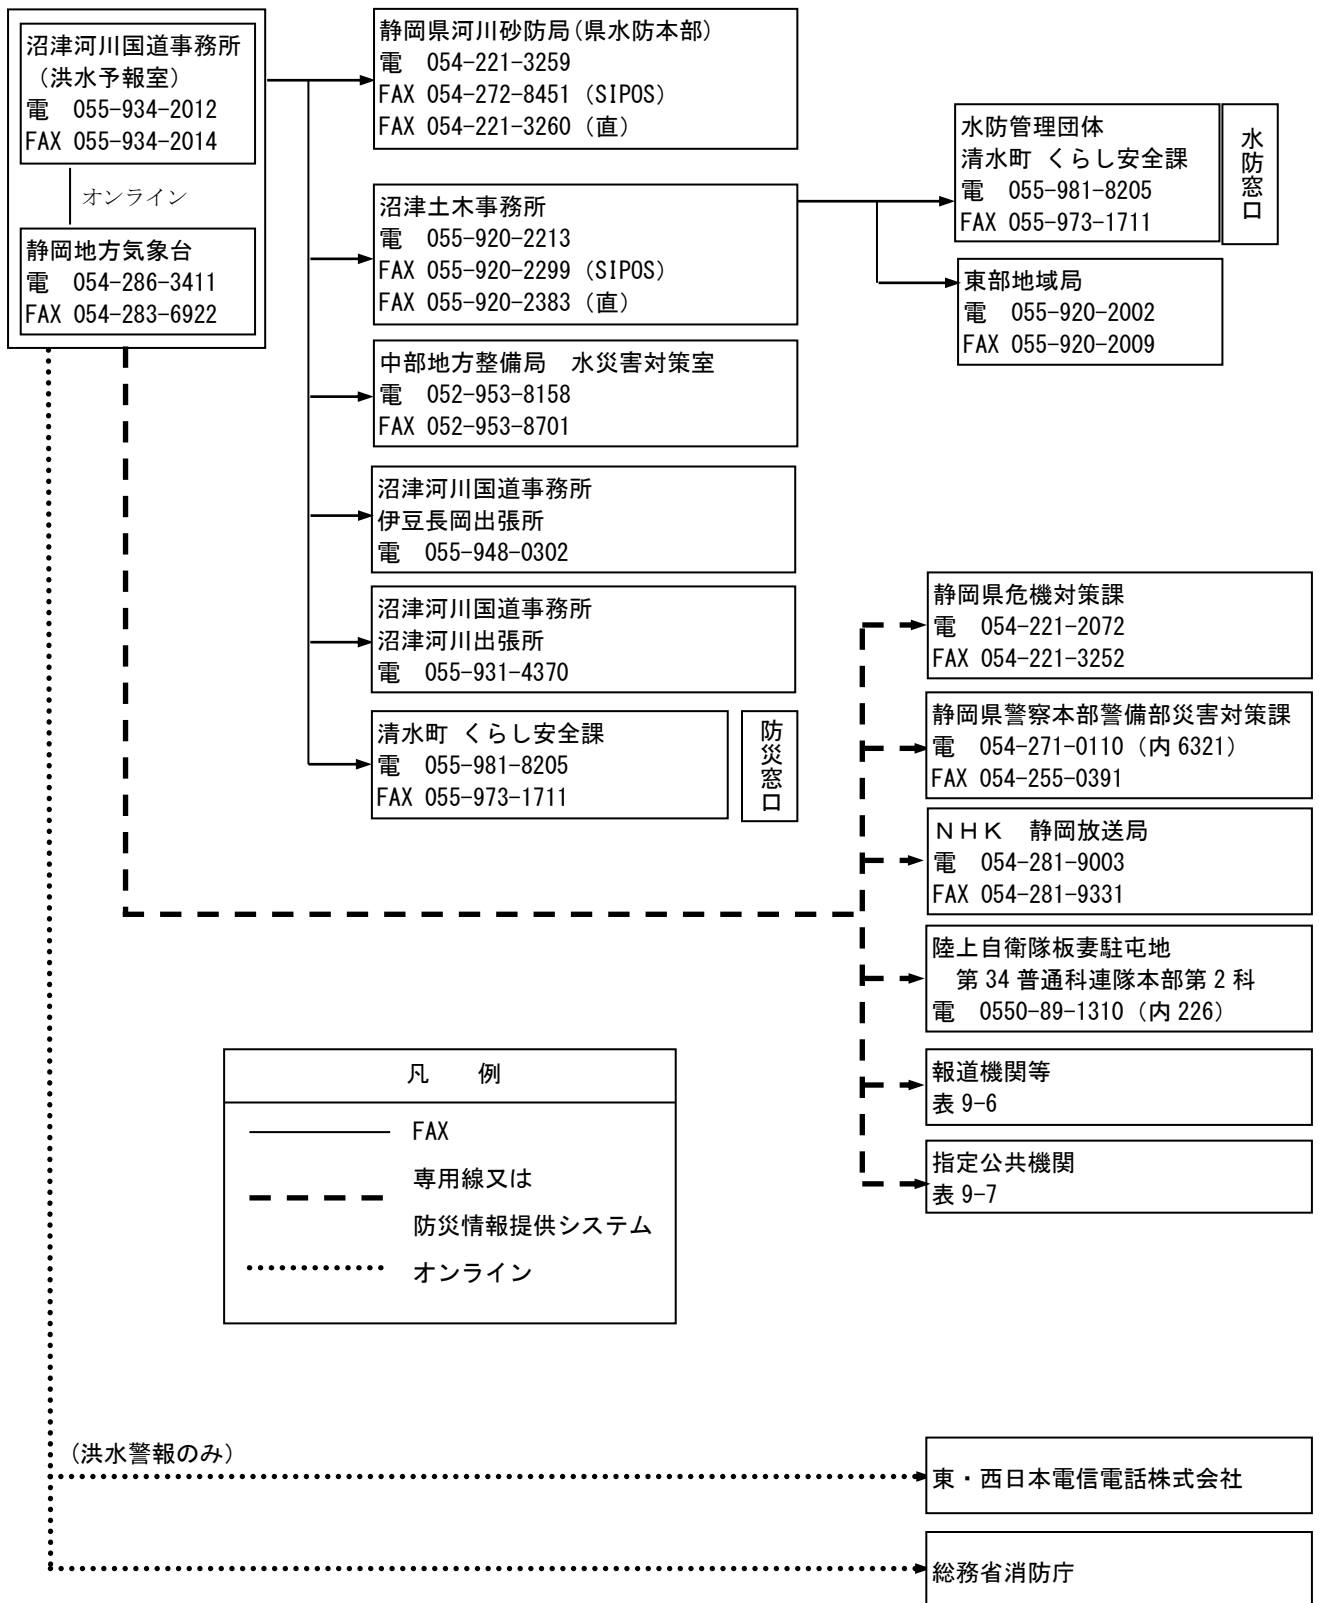 沼津河川国道事務所
（洪水予報室）
電　055-934-2012
FAX 055-934-2014
オンライン
静岡地方気象台
電　054-286-3411
FAX 054-283-6922
静岡県河川砂防局(県水防本部)
電　054-221-3259
FAX 054-272-8451（SIPOS）
FAX 054-221-3260（直）
沼津土木事務所
電　055-920-2213
FAX 055-920-2299（SIPOS）
FAX 055-920-2383（直）
中部地方整備局　水災害対策室
電　052-953-8158
FAX 052-953-8701
沼津河川国道事務所
伊豆長岡出張所
電　055-948-0302
沼津河川国道事務所
沼津河川出張所
電　055-931-4370
清水町 くらし安全課
電　055-981-8205
FAX 055-973-1711
防災窓口
水防管理団体
清水町 くらし安全課
電　055-981-8205
FAX 055-973-1711
水防窓口
東部地域局
電　055-920-2002
FAX 055-920-2009
静岡県危機対策課
電　054-221-2072
FAX 054-221-3252
静岡県警察本部警備部災害対策課
電　054-271-0110（内 6321）
FAX 054-255-0391
ＮＨＫ　静岡放送局
電　054-281-9003
FAX 054-281-9331
陸上自衛隊板妻駐屯地
第 34 普通科連隊本部第 2 科
電　0550-89-1310（内 226）
報道機関等
表 9-6
指定公共機関
表 9-7
凡　例
FAX
専用線又は
防災情報提供システム
オンライン
（洪水警報のみ）
東・西日本電信電話株式会社
総務省消防庁